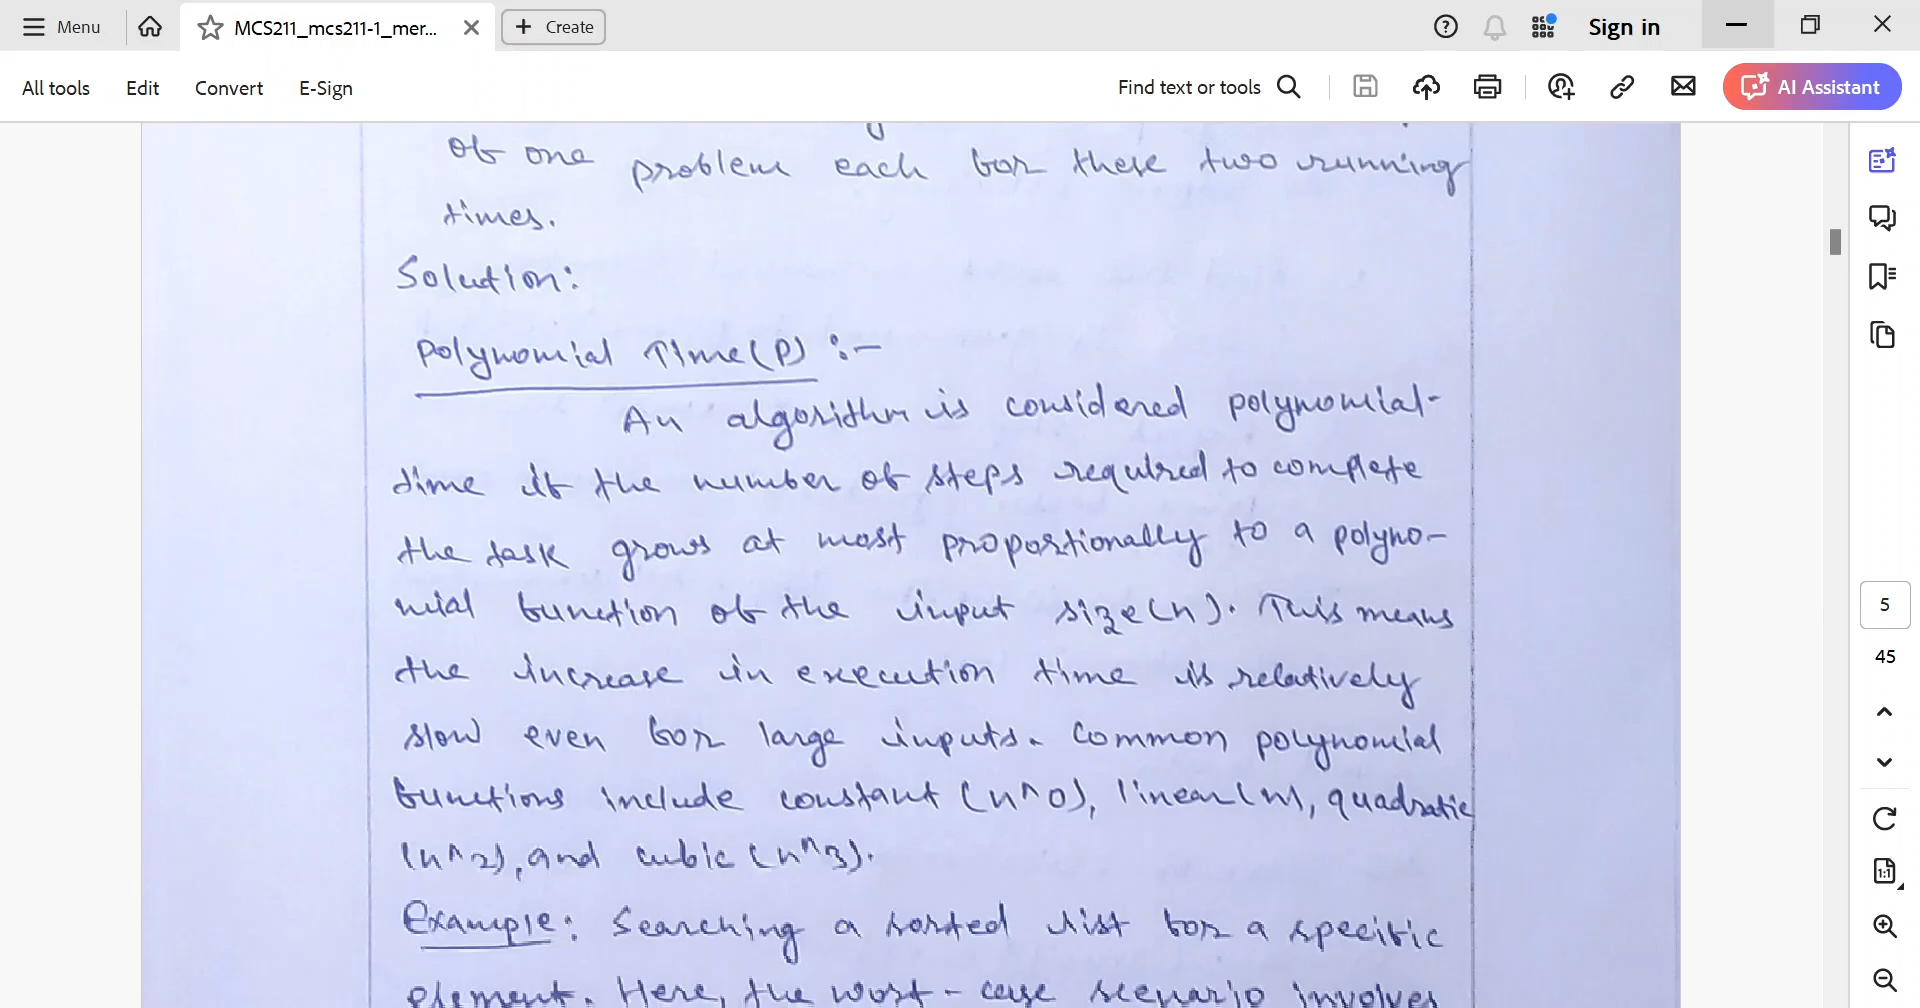 Menu
MCS211_mcs211-1_mer...
Create
Sign in
All tools
Edit
Convert
E-Sign
Find text or tools
AI Assistant
of one problem each for these two running
times.
Solution:
Polynomial Time(P) :-
An algorithm is considered polynomial-
time if the number of steps required to complete
the task grows at most proportionally to a polyno-
mial function of the input size(n). This means
the increase in execution time is relatively
slow even for large inputs. Common polynomial
functions include constant (n^0), linear(n), quadratic
(n^2), and cubic (n^3).
Example: Searching a sorted list for a specific
element. Here, the worst-case scenario involves
5
45